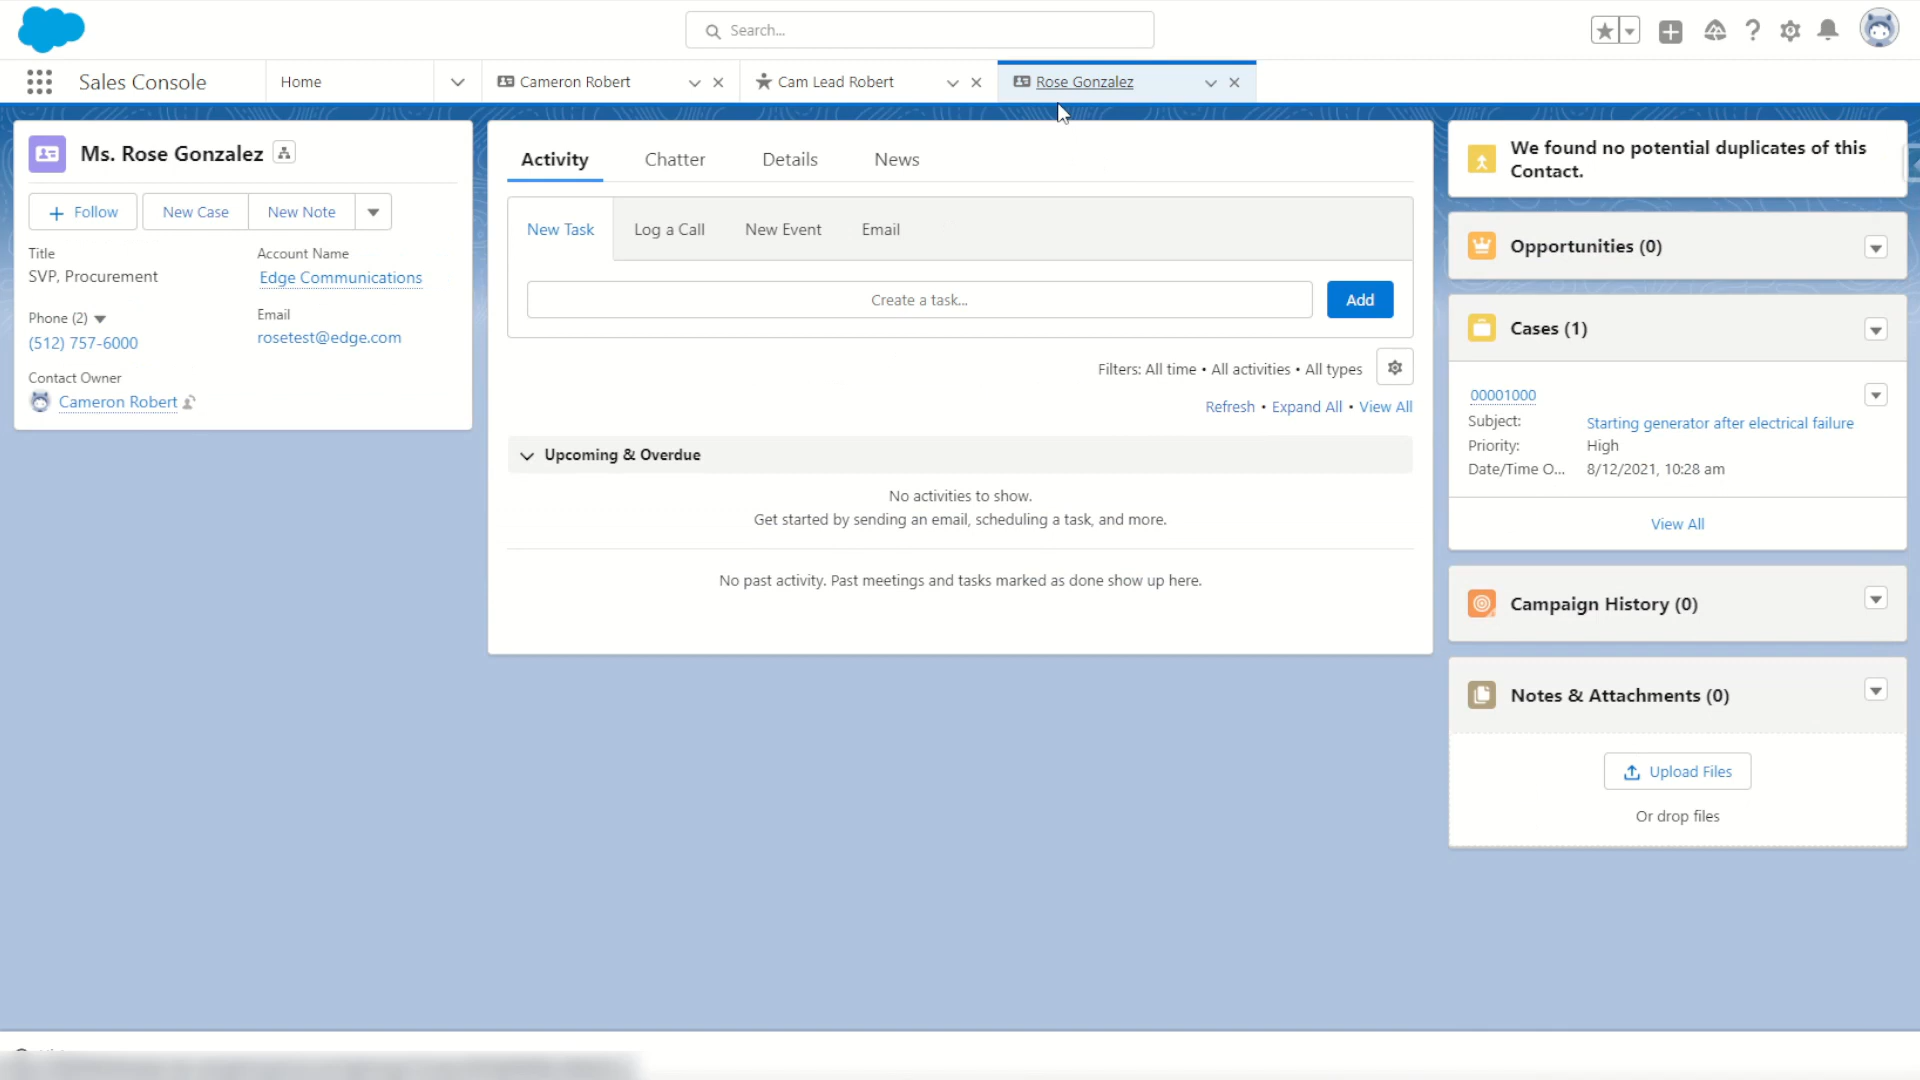 Search...
Sales Console
Home
Cameron Robert
Cam Lead Robert
Rose Gonzalez
Ms. Rose Gonzalez
Follow
New Case
New Note
Title
SVP, Procurement
Account Name
Edge Communications
Phone (2)
(512) 757-6000
Email
rosetest@edge.com
Contact Owner
Cameron Robert
Activity
Chatter
Details
News
New Task
Log a Call
New Event
Email
Create a task...
Add
Filters: All time • All activities • All types
Refresh • Expand All • View All
Upcoming & Overdue
No activities to show.
Get started by sending an email, scheduling a task, and more.
No past activity. Past meetings and tasks marked as done show up here.
We found no potential duplicates of this
Contact.
Opportunities (0)
Cases (1)
00001000
Subject: Starting generator after electrical failure
Priority: High
Date/Time O... 8/12/2021, 10:28 am
View All
Campaign History (0)
Notes & Attachments (0)
Upload Files
Or drop files